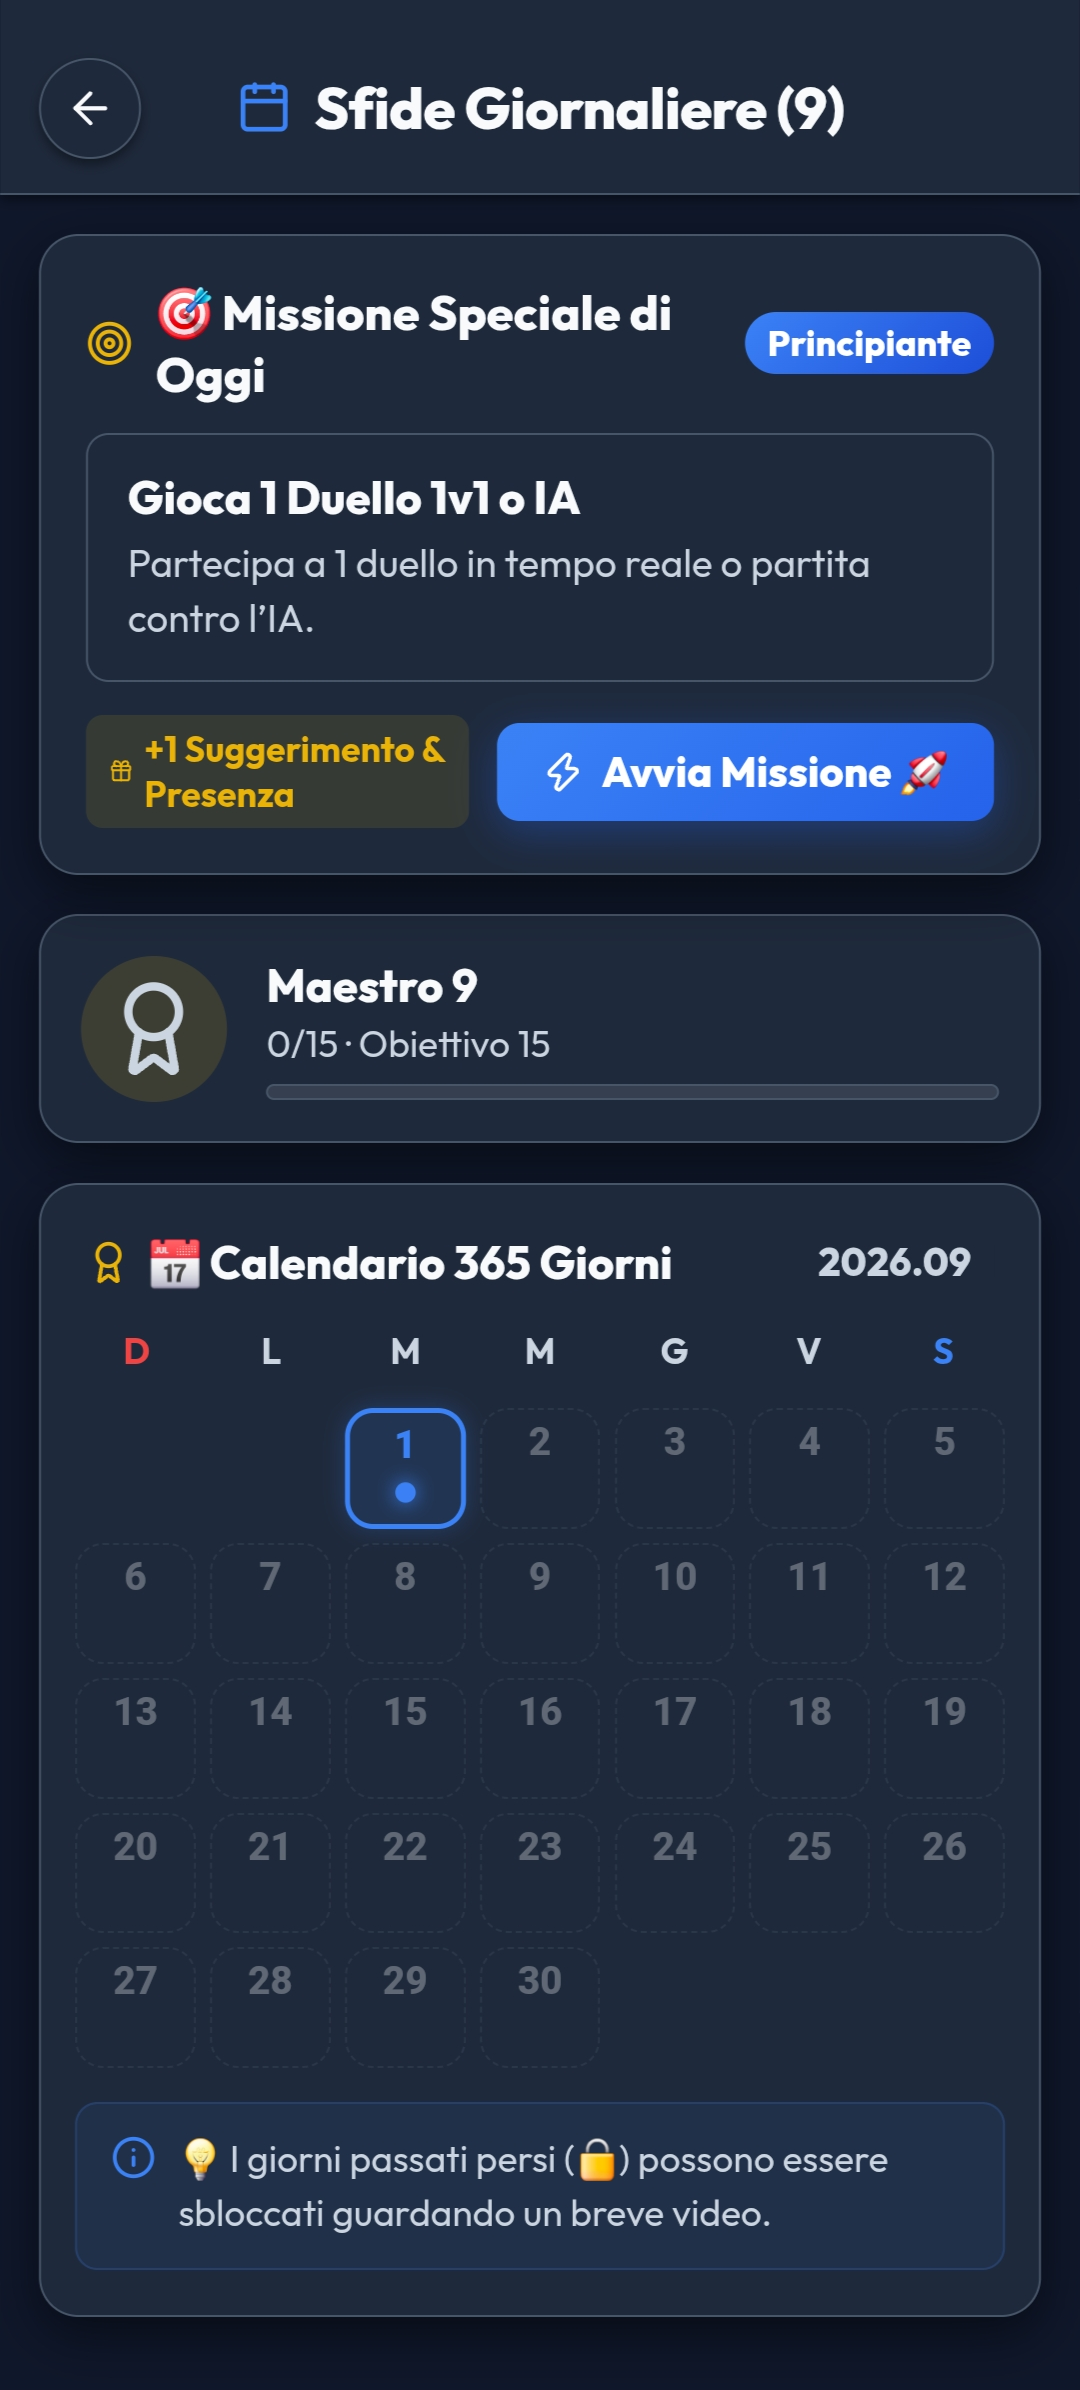 Sfide Giornaliere (9)
🎯 Missione Speciale di
Oggi
Principiante
Gioca 1 Duello 1v1 o IA
Partecipa a 1 duello in tempo reale o partita
contro l’IA.
+1 Suggerimento &
Presenza
Avvia Missione 🚀
Maestro 9
0/15 · Obiettivo 15
📅 Calendario 365 Giorni
2026.09
D L M M G V S
1 2 3 4 5
6 7 8 9 10 11 12
13 14 15 16 17 18 19
20 21 22 23 24 25 26
27 28 29 30
💡 I giorni passati persi (🔒) possono essere
sbloccati guardando un breve video.